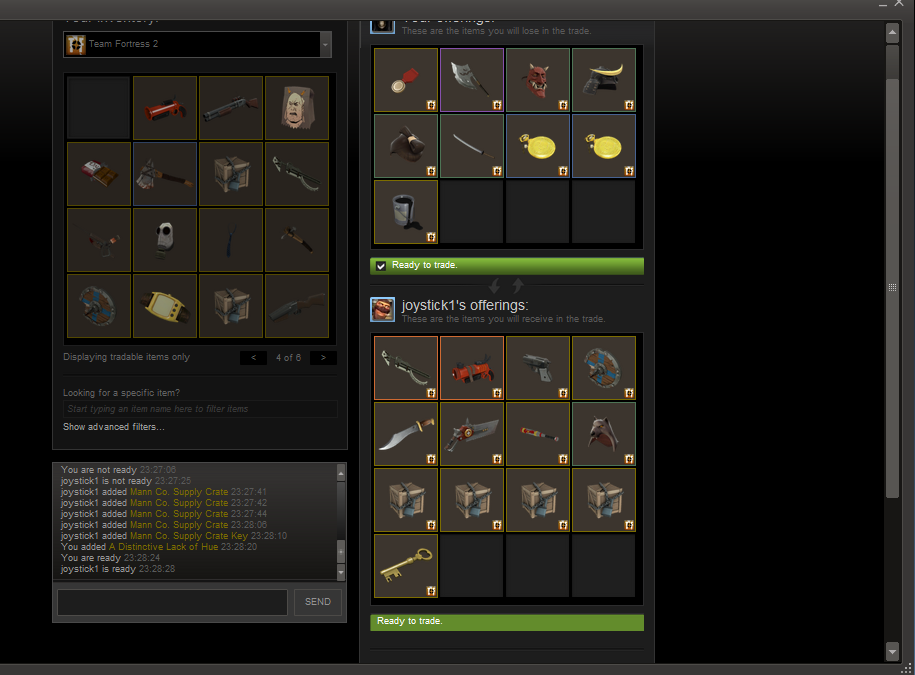 Your inventory:
Team Fortress 2
Displaying tradable items only
<
4 of 6
>
Looking for a specific item?
Start typing an item name here to filter items
Show advanced filters...
You are not ready 23:27:06
joystick1 is not ready 23:27:25
joystick1 added Mann Co. Supply Crate 23:27:41
joystick1 added Mann Co. Supply Crate 23:27:42
joystick1 added Mann Co. Supply Crate 23:27:44
joystick1 added Mann Co. Supply Crate 23:28:06
joystick1 added Mann Co. Supply Crate Key 23:28:10
You added A Distinctive Lack of Hue 23:28:20
You are ready 23:28:24
joystick1 is ready 23:28:28
SEND
Your offerings:
These are the items you will lose in the trade.
Ready to trade.
joystick1's offerings:
These are the items you will receive in the trade.
Ready to trade.